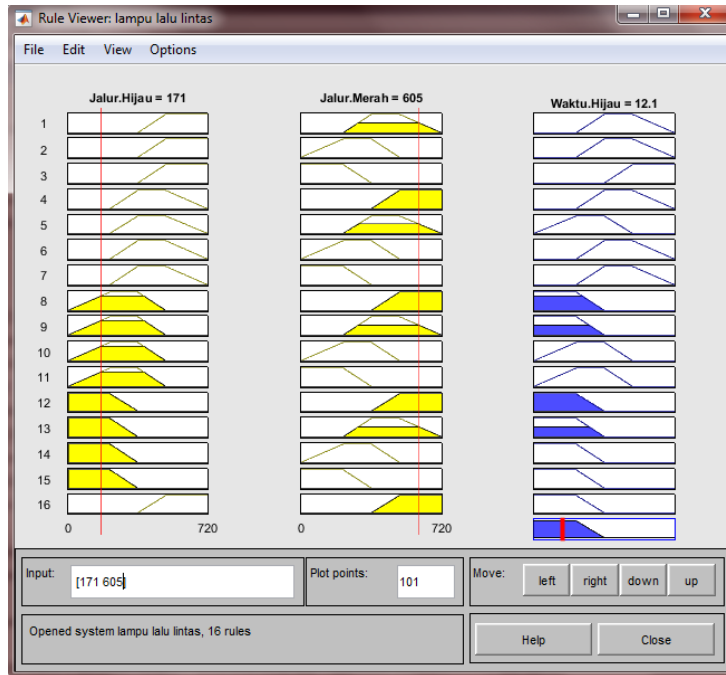 Rule Viewer: lampu lalu lintas
File Edit View Options
Jalur.Hijau = 171 Jalur.Merah = 605 Waktu.Hijau = 12.1
1
2
3
4
5
6
7
8
9
10
11
12
13
14
15
16
0 720 0 720
Input: [171 605] Plot points: 101 Move: left right down up
Opened system lampu lalu lintas, 16 rules Help Close